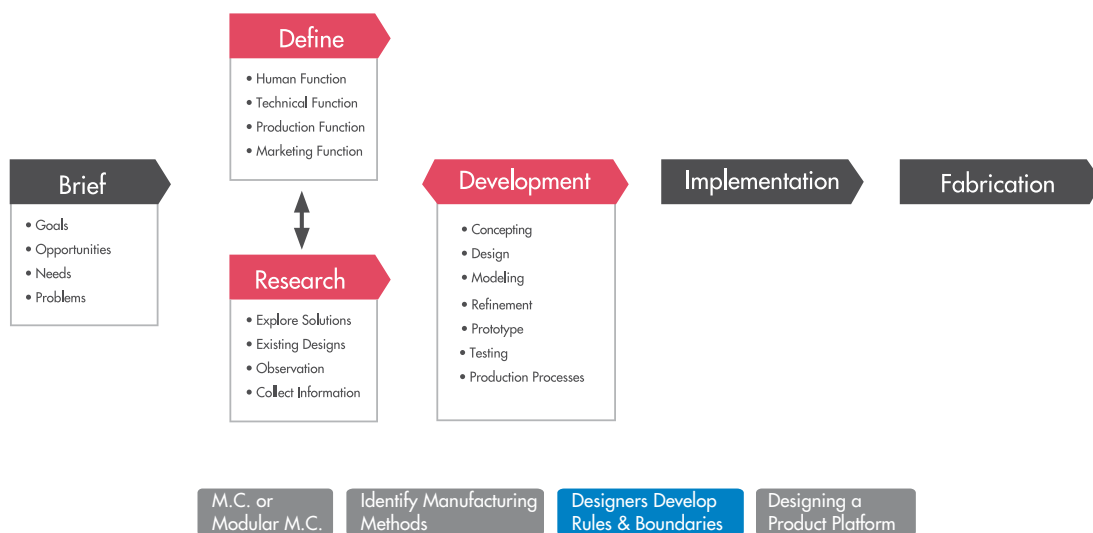 Define
• Human Function
• Technical Function
• Production Function
• Marketing Function
Brief
• Goals
• Opportunities
• Needs
• Problems
Research
• Explore Solutions
• Existing Designs
• Observation
• Collect Information
Development
• Concepting
• Design
• Modeling
• Refinement
• Prototype
• Testing
• Production Processes
Implementation
Fabrication
M.C. or
Modular M.C.
Identify Manufacturing
Methods
Designers Develop
Rules & Boundaries
Designing a
Product Platform